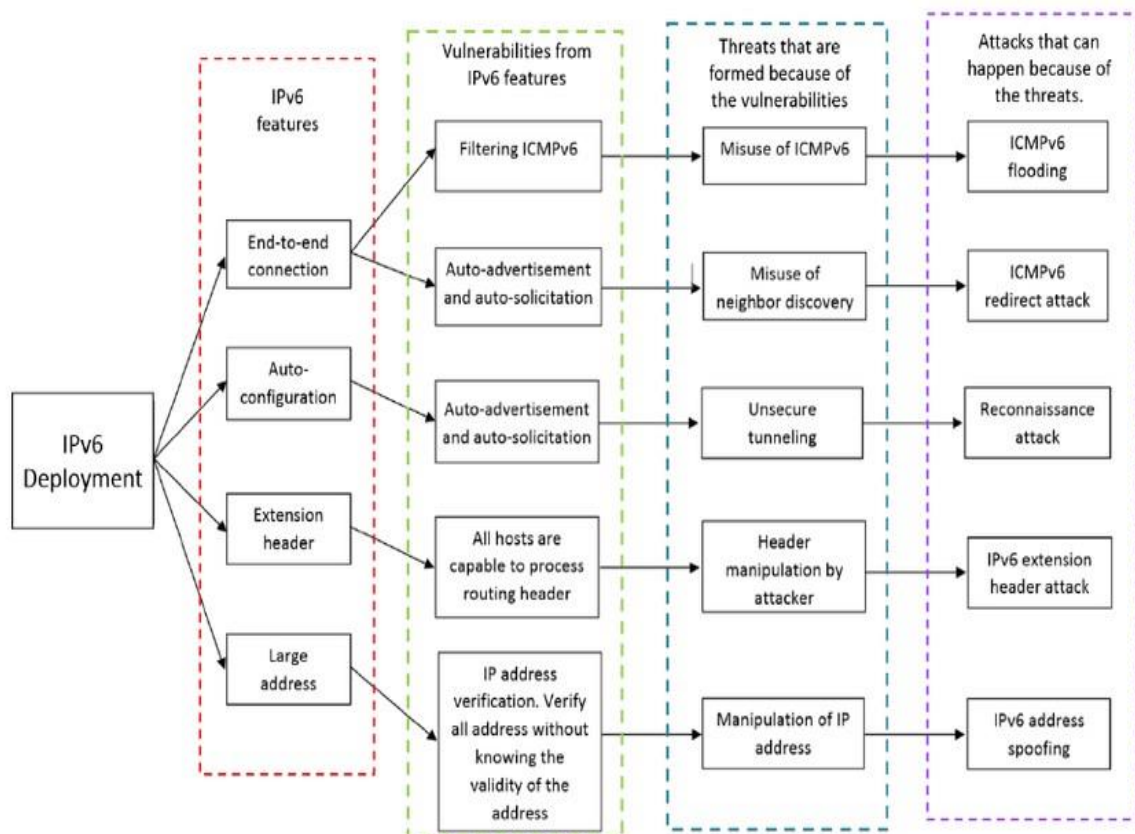 IPv6
Deployment
IPv6
features
End-to-end
connection
Auto-
configuration
Extension
header
Large
address
Vulnerabilities from
IPv6 features
Filtering ICMPv6
Auto-advertisement
and auto-solicitation
Auto-advertisement
and auto-solicitation
All hosts are
capable to process
routing header
IP address
verification. Verify
all address without
knowing the
validity of the
address
Threats that are
formed because of
the vulnerabilities
Misuse of ICMPv6
Misuse of
neighbor discovery
Unsecure
tunneling
Header
manipulation by
attacker
Manipulation of IP
address
Attacks that can
happen because of
the threats.
ICMPv6
flooding
ICMPv6
redirect attack
Reconnaissance
attack
IPv6 extension
header attack
IPv6 address
spoofing